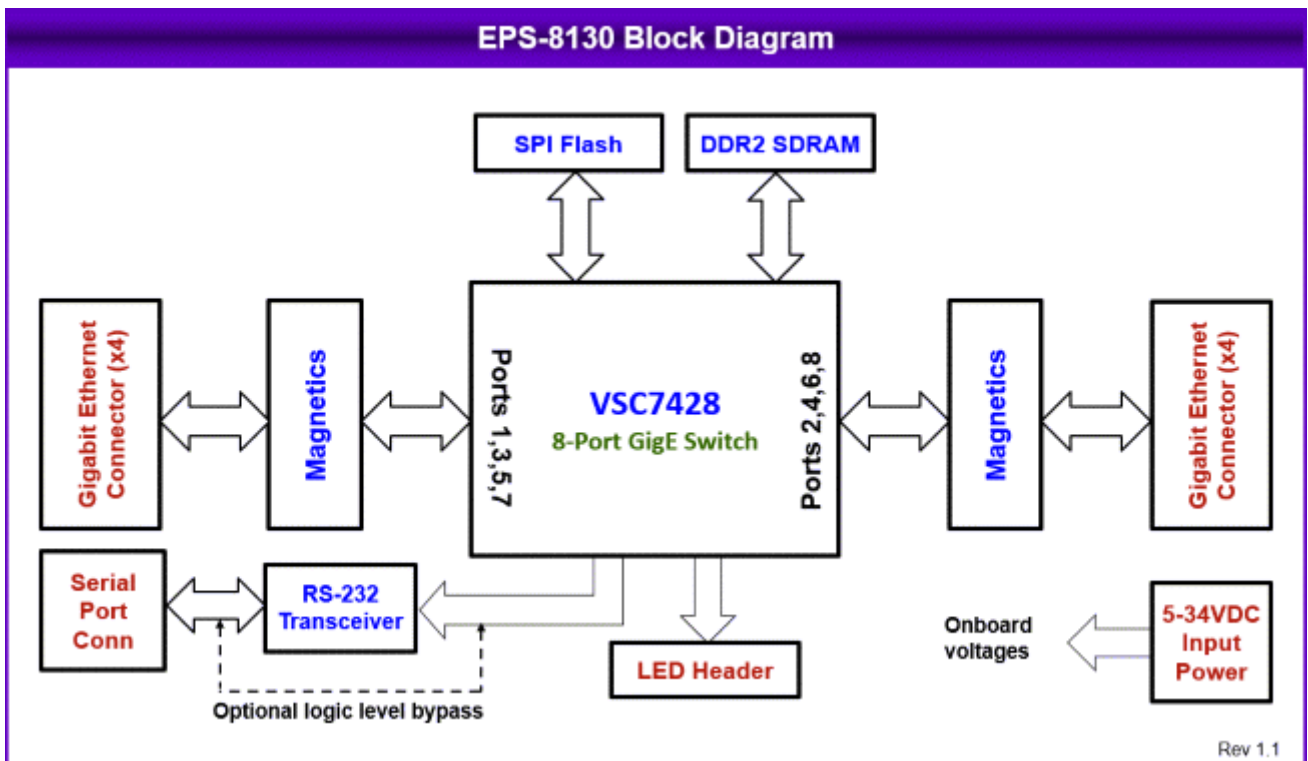 EPS-8130 Block Diagram
SPI Flash
DDR2 SDRAM
Gigabit Ethernet
Connector (x4)
Magnetics
Ports 1,3,5,7
VSC7428
8-Port GigE Switch
Ports 2,4,6,8
Magnetics
Gigabit Ethernet
Connector (x4)
Serial
Port
Conn
RS-232
Transceiver
LED Header
Onboard
voltages
5-34VDC
Input
Power
Optional logic level bypass
Rev 1.1